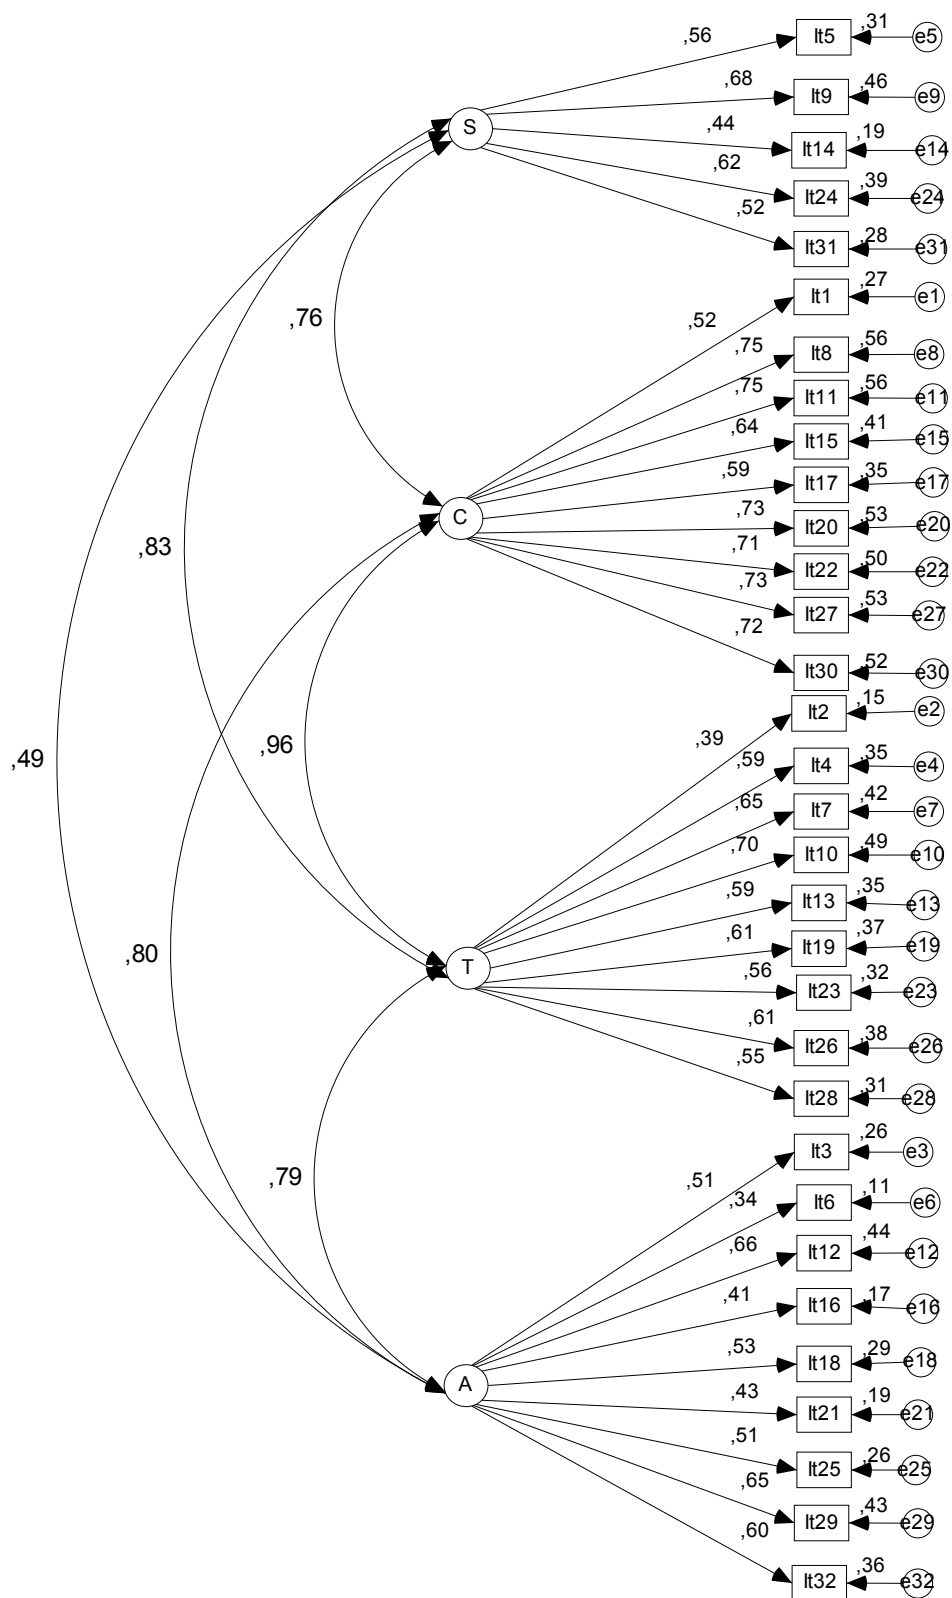 ,56 It5 ,31 e5
,68 It9 ,46 e9
S ,44 It14 ,19 e14
,62 It24 ,39 e24
,52 It31 ,28 e31
,76 ,52 It1 ,27 e1
,75 It8 ,56 e8
,75 It11 ,56 e11
,64 It15 ,41 e15
,59 It17 ,35 e17
C ,73 It20 ,53 e20
,83 ,71 It22 ,50 e22
,73 It27 ,53 e27
,72 It30 ,52 e30
,39 It2 ,15 e2
,49 ,96 ,59 It4 ,35 e4
,65 It7 ,42 e7
,70 It10 ,49 e10
,59 It13 ,35 e13
,80 T ,61 It19 ,37 e19
,56 It23 ,32 e23
,61 It26 ,38 e26
,55 It28 ,31 e28
,79 ,51 It3 ,26 e3
,34 It6 ,11 e6
,66 It12 ,44 e12
,41 It16 ,17 e16
A ,53 It18 ,29 e18
,43 It21 ,19 e21
,51 It25 ,26 e25
,65 It29 ,43 e29
,60 It32 ,36 e32